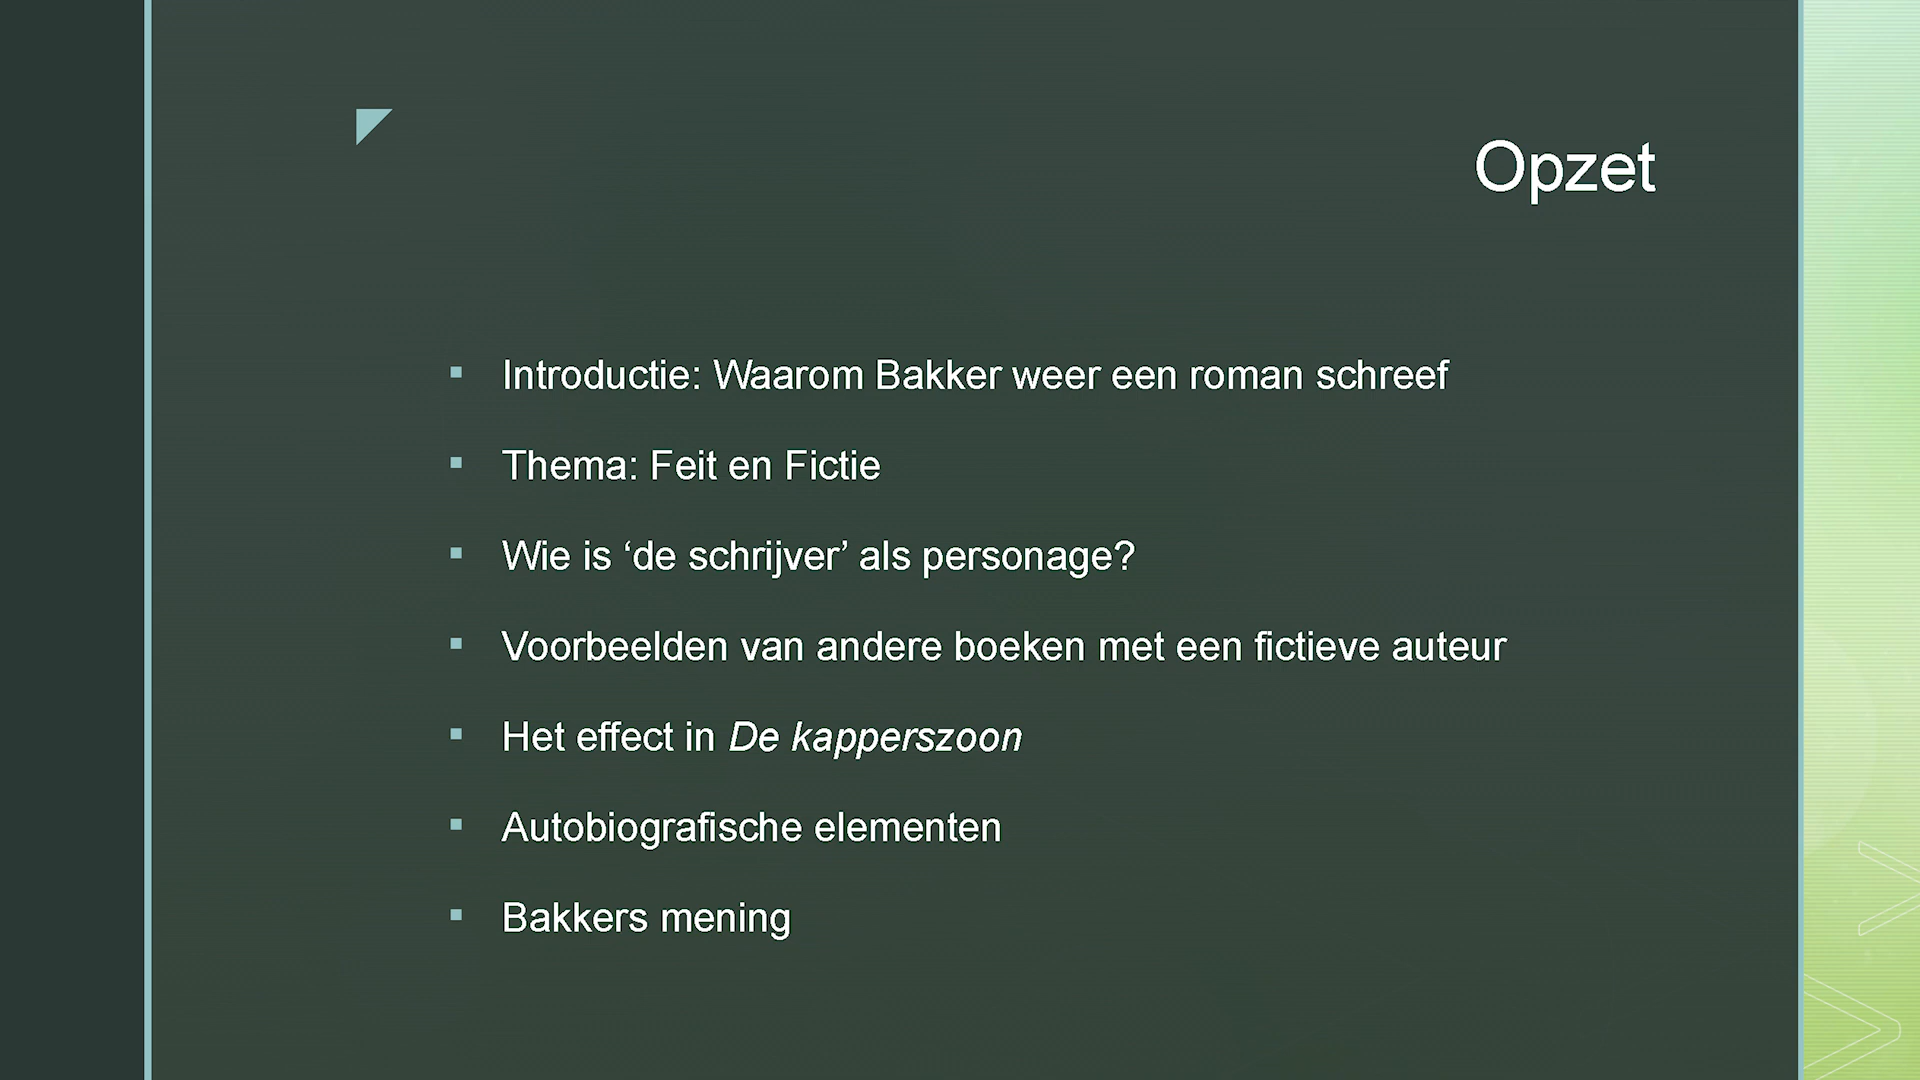 Opzet
Introductie: Waarom Bakker weer een roman schreef
Thema: Feit en Fictie
Wie is ‘de schrijver’ als personage?
Voorbeelden van andere boeken met een fictieve auteur
Het effect in De kapperszoon
Autobiografische elementen
Bakkers mening